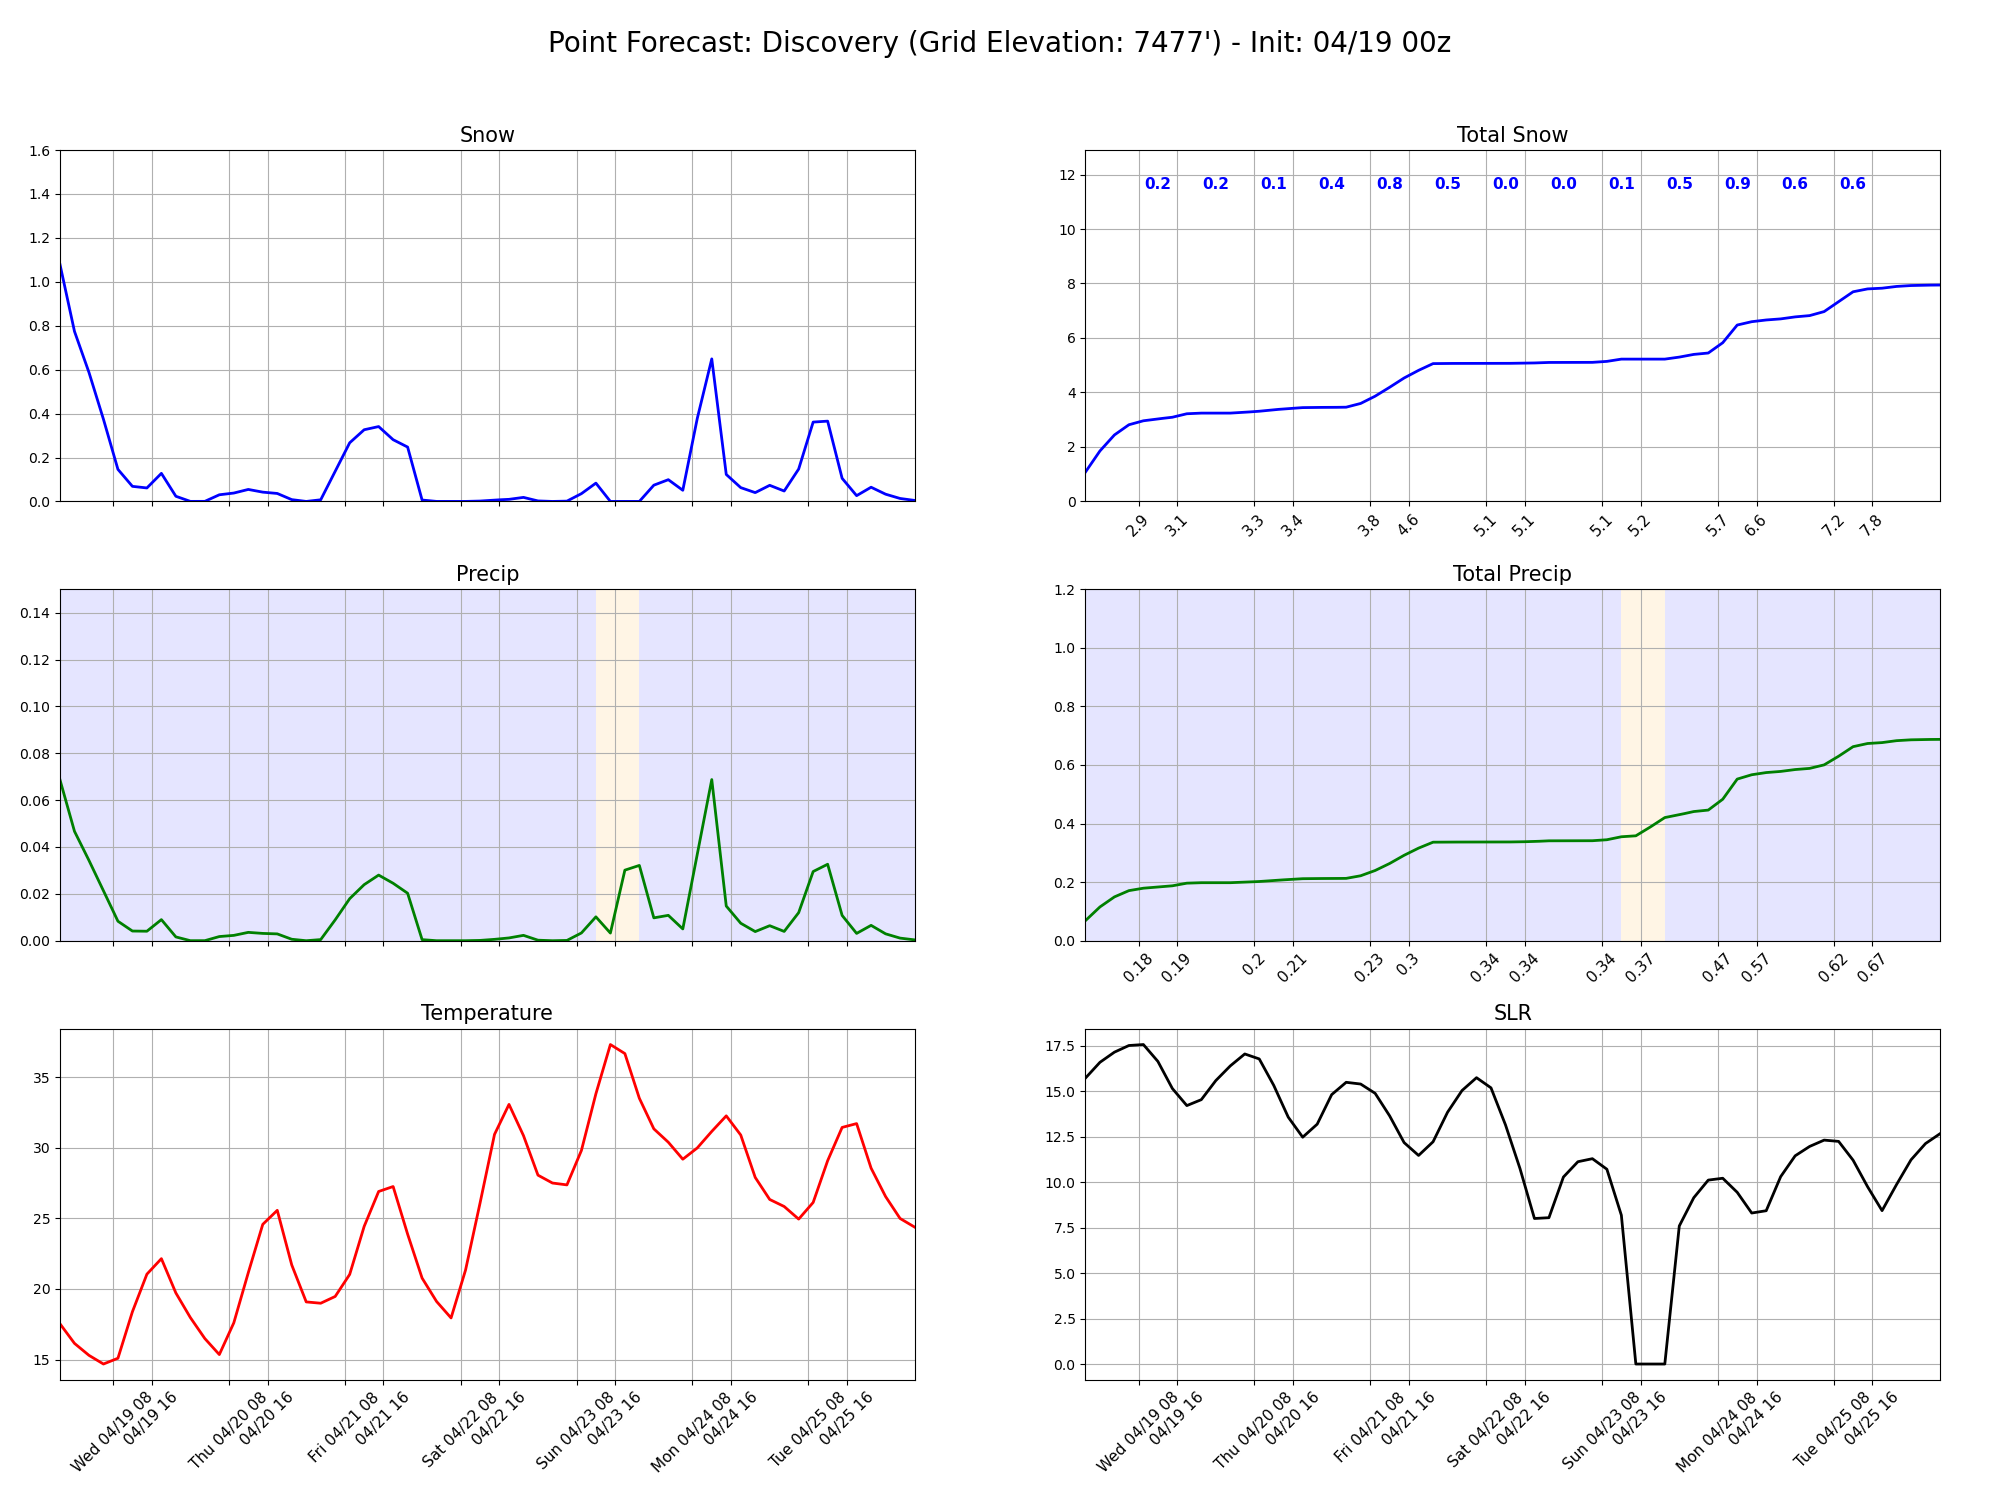 Point Forecast: Discovery (Grid Elevation: 7477') - Init: 04/19 00z
Snow
1.6
1.4
1.2
1.0
0.8
0.6
0.4
0.2
0.0
Total Snow
12
10
8
6
4
2
0
0.2 0.2 0.1 0.4 0.8 0.5 0.0 0.0 0.1 0.5 0.9 0.6 0.6
2.9 3.1 3.3 3.4 3.8 4.6 5.1 5.1 5.1 5.2 5.7 6.6 7.2 7.8
Precip
0.14
0.12
0.10
0.08
0.06
0.04
0.02
0.00
Total Precip
1.2
1.0
0.8
0.6
0.4
0.2
0.0
0.18 0.19 0.2 0.21 0.23 0.3 0.34 0.34 0.34 0.37 0.47 0.57 0.62 0.67
Temperature
35
30
25
20
15
Wed 04/19 08
04/19 16
Thu 04/20 08
04/20 16
Fri 04/21 08
04/21 16
Sat 04/22 08
04/22 16
Sun 04/23 08
04/23 16
Mon 04/24 08
04/24 16
Tue 04/25 08
04/25 16
SLR
17.5
15.0
12.5
10.0
7.5
5.0
2.5
0.0
Wed 04/19 08
04/19 16
Thu 04/20 08
04/20 16
Fri 04/21 08
04/21 16
Sat 04/22 08
04/22 16
Sun 04/23 08
04/23 16
Mon 04/24 08
04/24 16
Tue 04/25 08
04/25 16